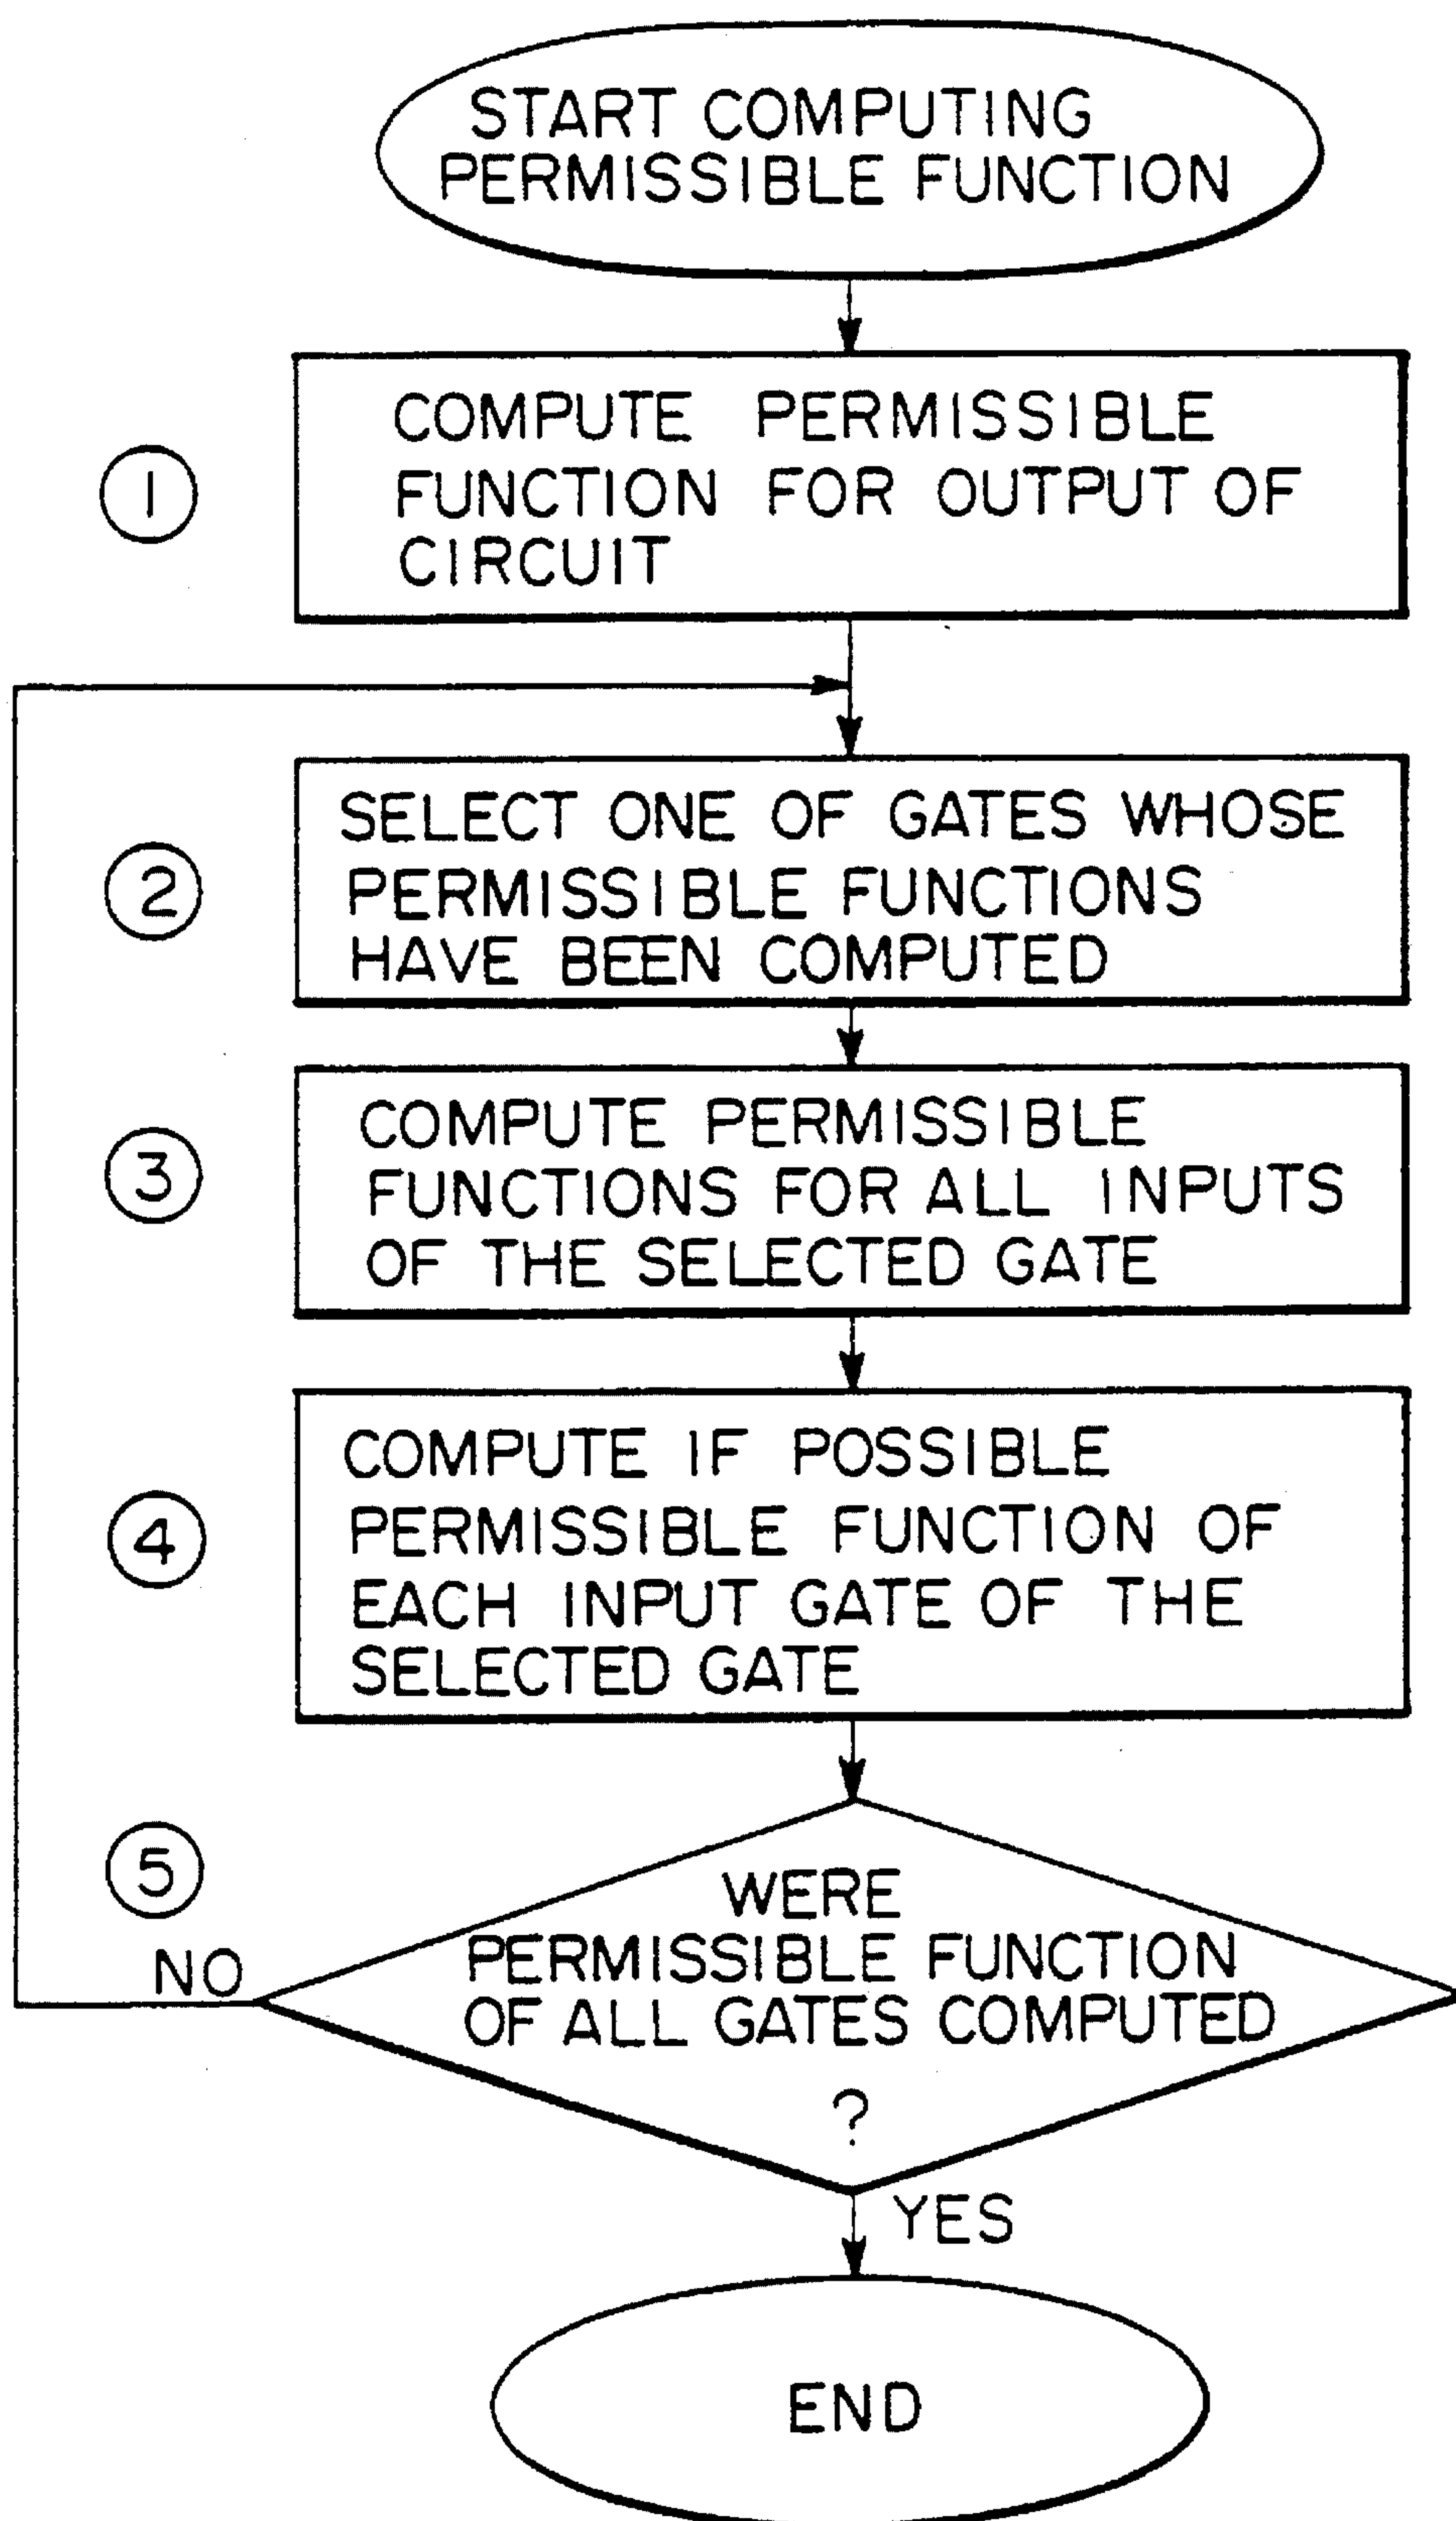 START COMPUTING
PERMISSIBLE FUNCTION
1
COMPUTE PERMISSIBLE
FUNCTION FOR OUTPUT OF
CIRCUIT
2
SELECT ONE OF GATES WHOSE
PERMISSIBLE FUNCTIONS
HAVE BEEN COMPUTED
3
COMPUTE PERMISSIBLE
FUNCTIONS FOR ALL INPUTS
OF THE SELECTED GATE
4
COMPUTE IF POSSIBLE
PERMISSIBLE FUNCTION OF
EACH INPUT GATE OF THE
SELECTED GATE
5
WERE
PERMISSIBLE FUNCTION
OF ALL GATES COMPUTED
?
NO
YES
END